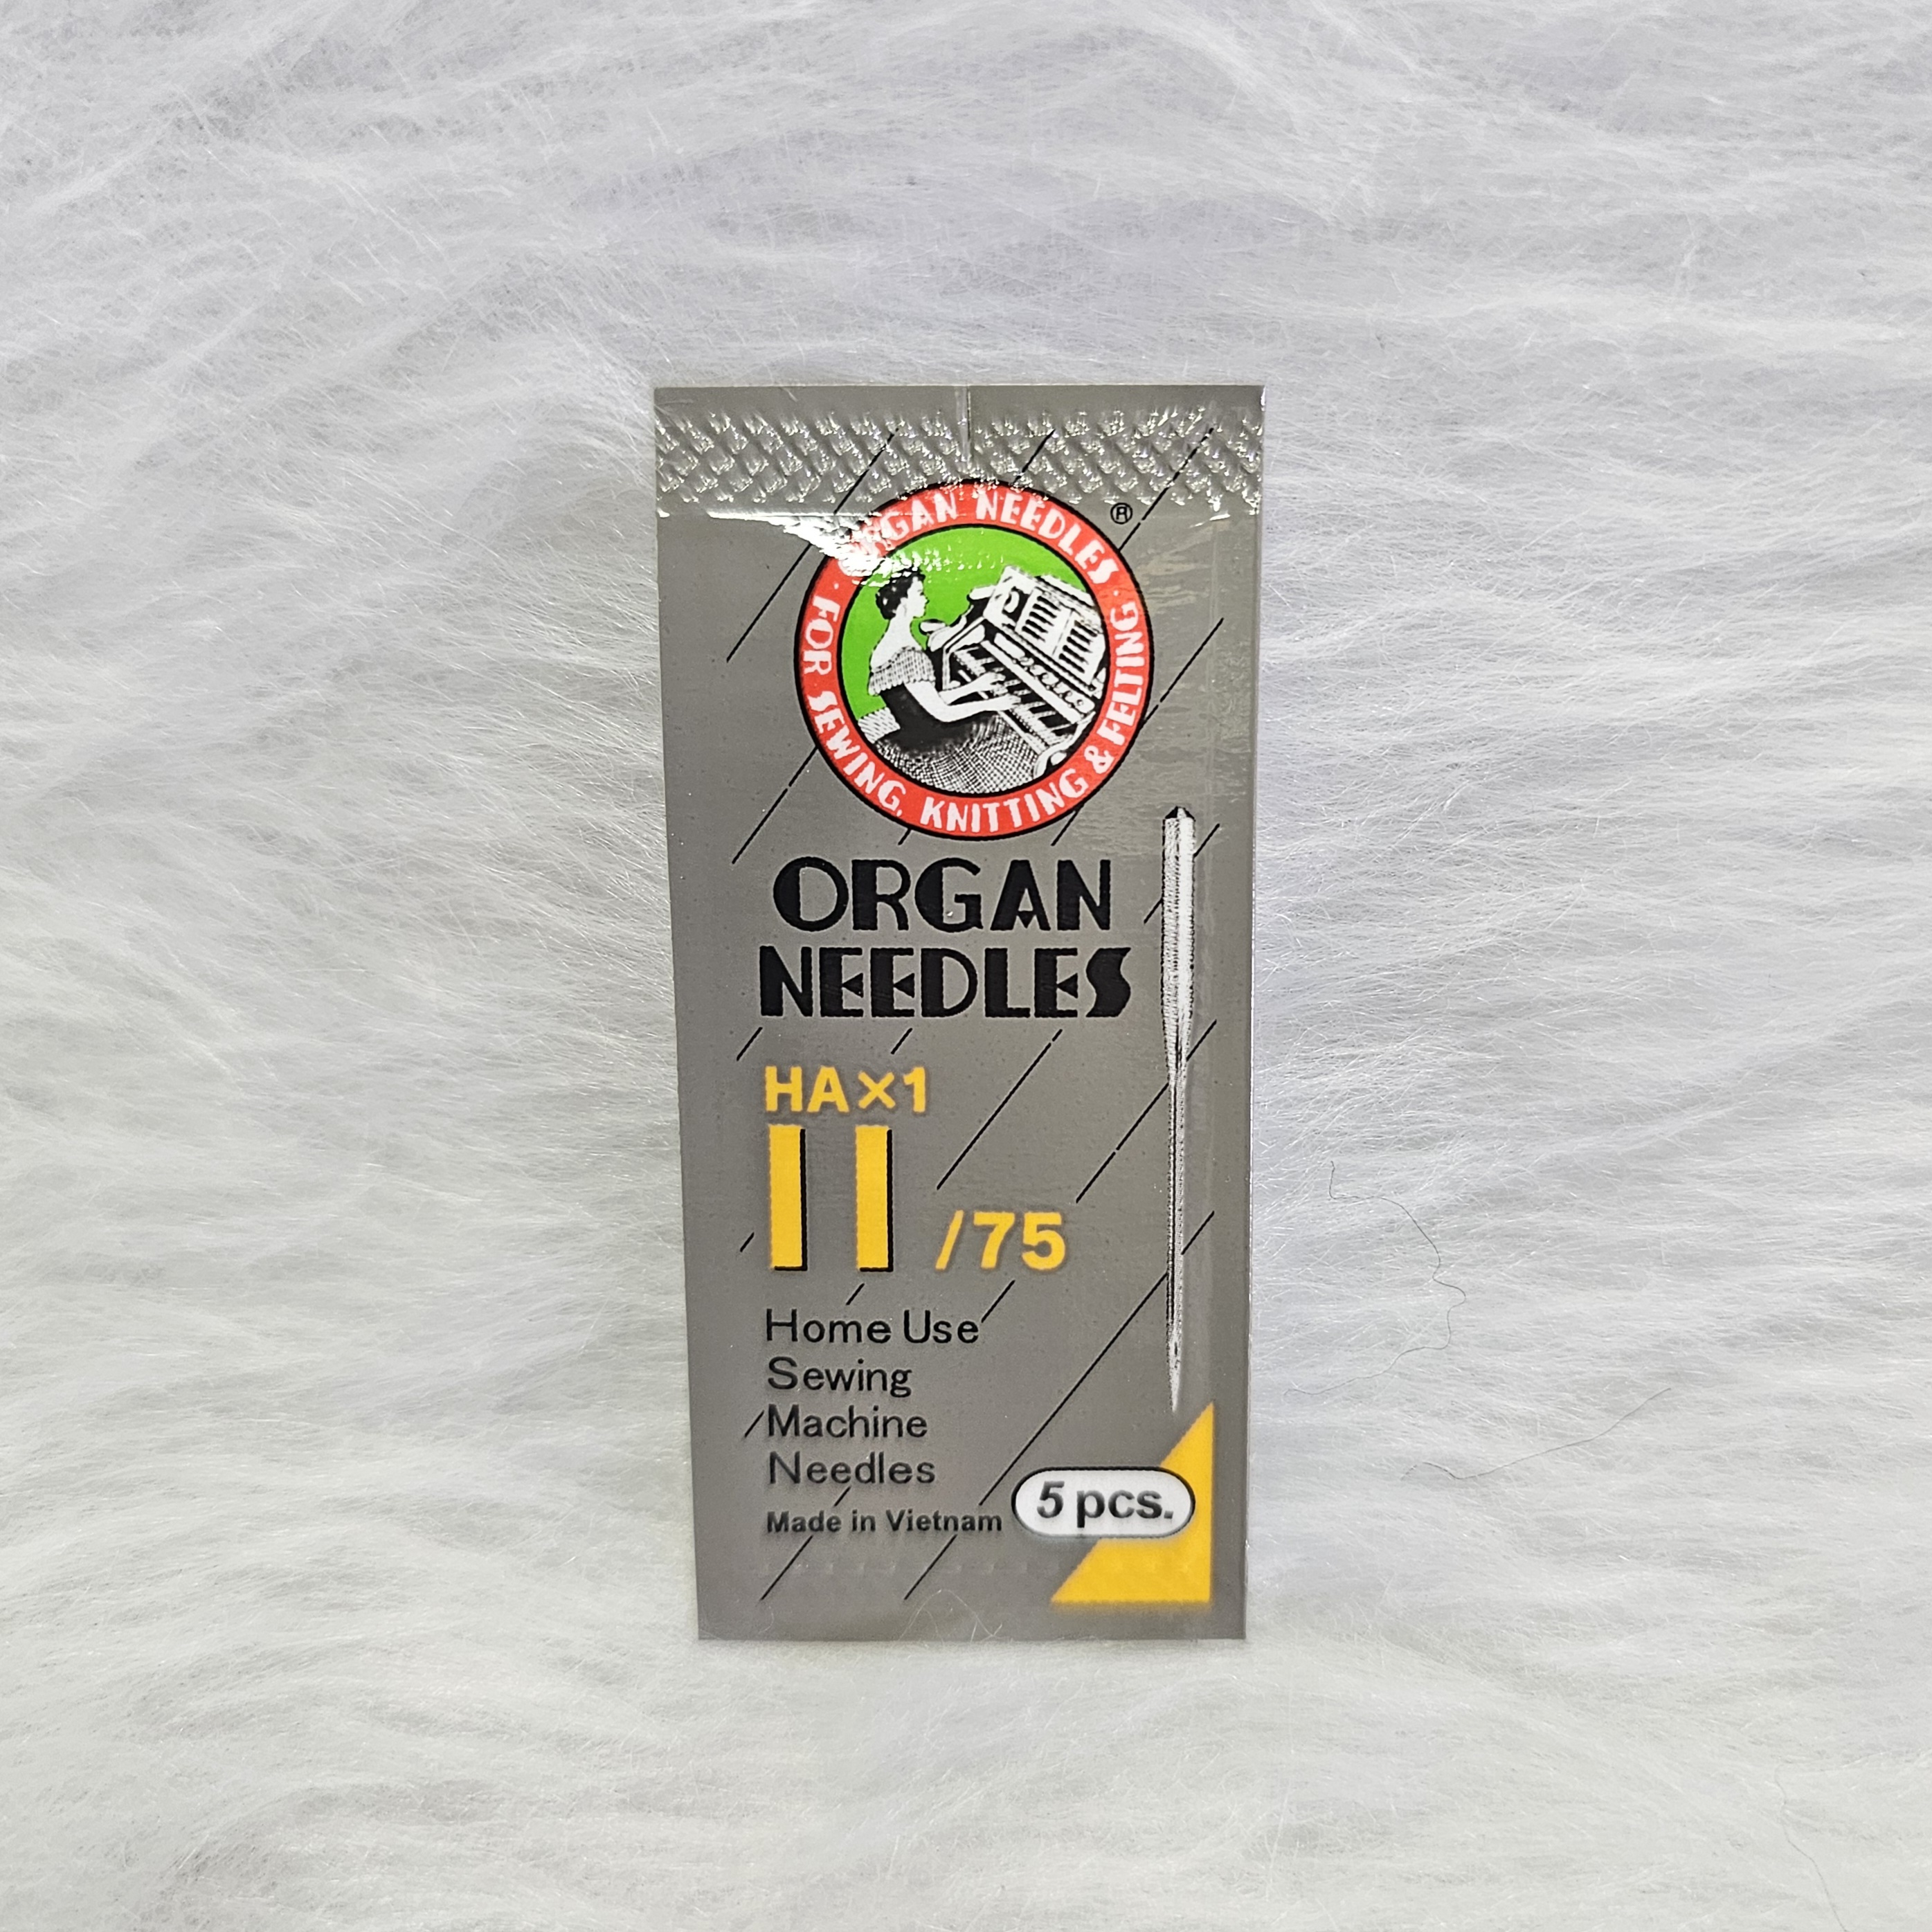 ORGAN NEEDLES
®
FOR SEWING, KNITTING & FELTING
ORGAN
NEEDLES
HA×1
11/75
Home Use
Sewing
Machine
Needles
Made in Vietnam
5 pcs.